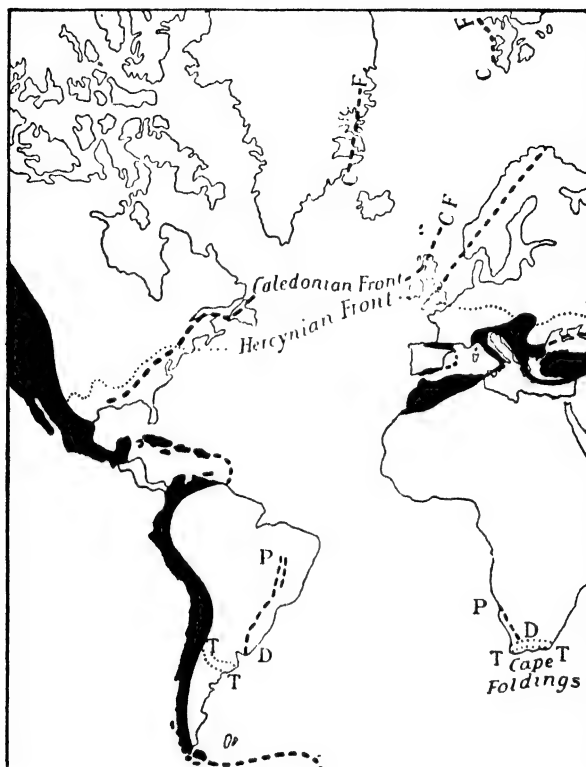 F
C
F
C
C F
Caledonian Front
Hercynian Front
P
D
T
T
P
D
T
T
Cape
Foldings